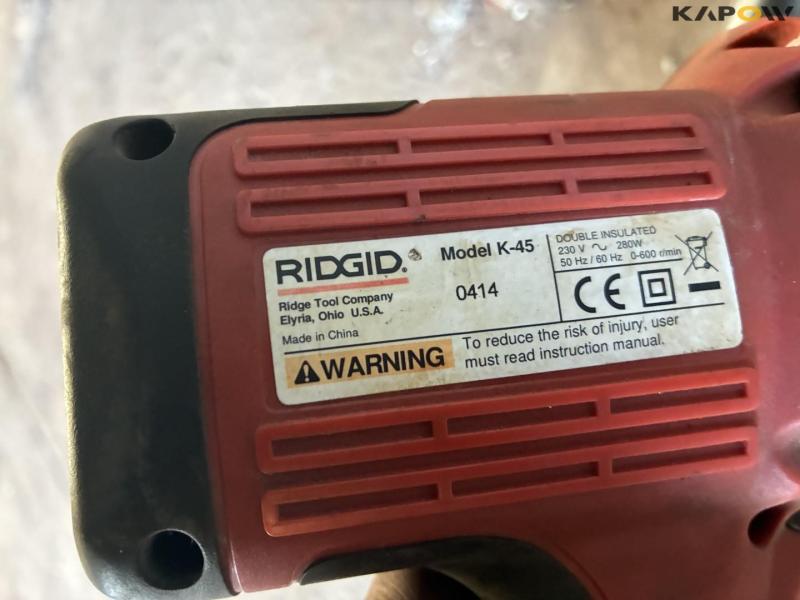 KAPOW
RIDGID®
Model K-45
DOUBLE INSULATED
230 V ~ 280W
50 Hz / 60 Hz 0-600 r/min
0414
Ridge Tool Company
Elyria, Ohio U.S.A.
Made in China
CE
WARNING
To reduce the risk of injury, user
must read instruction manual.